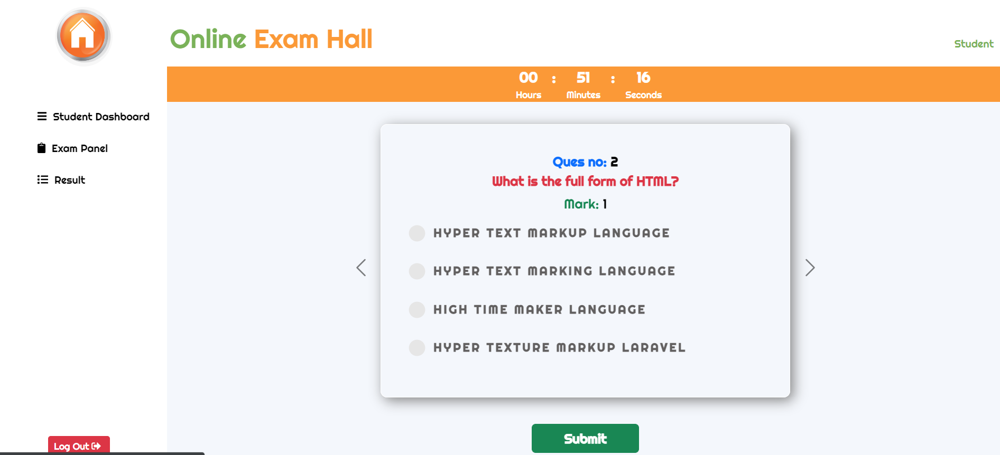 Online Exam Hall
Student
00 : 51 : 16
Hours Minutes Seconds
Student Dashboard
Exam Panel
Result
Ques no: 2
What is the full form of HTML?
Mark: 1
HYPER TEXT MARKUP LANGUAGE
HYPER TEXT MARKING LANGUAGE
HIGH TIME MAKER LANGUAGE
HYPER TEXTURE MARKUP LARAVEL
Submit
Log Out